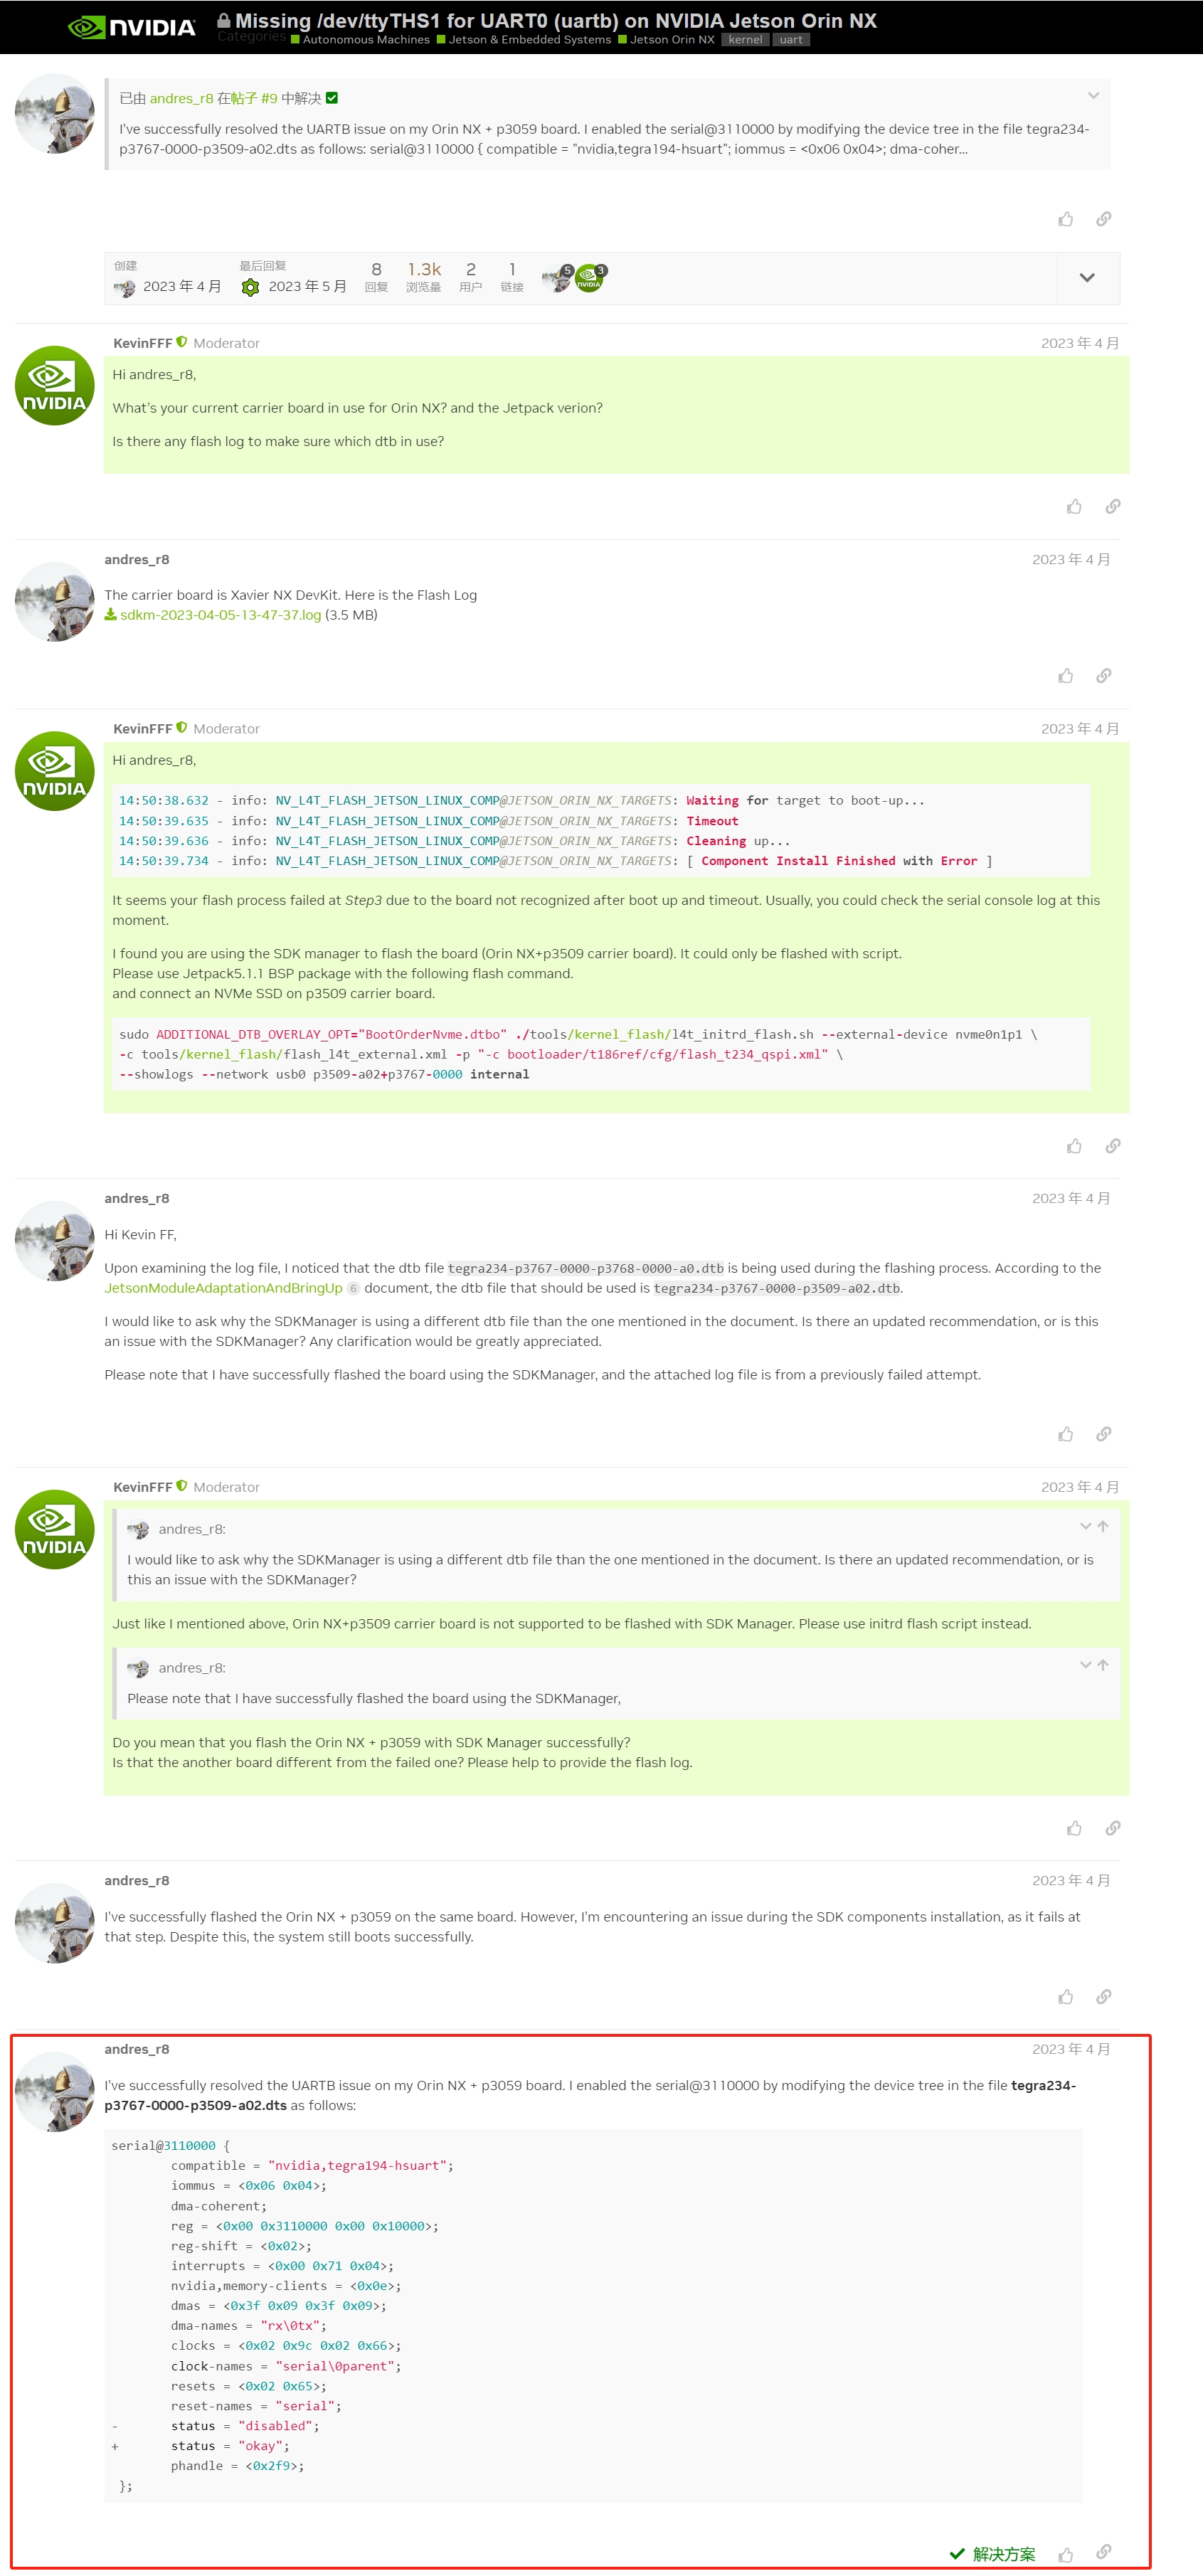 NVIDIA
Missing /dev/ttyTHS1 for UART0 (uartb) on NVIDIA Jetson Orin NX
Categories Autonomous Machines Jetson & Embedded Systems Jetson Orin NX kernel uart
已由 andres_r8 在帖子 #9 中解决
I've successfully resolved the UARTB issue on my Orin NX + p3059 board. I enabled the serial@3110000 by modifying the device tree in the file tegra234-
p3767-0000-p3509-a02.dts as follows: serial@3110000 { compatible = "nvidia,tegra194-hsuart"; iommus = <0x06 0x04>; dma-coher...
创建 最后回复 8 1.3k 2 1 5 3
2023 年 4 月 2023 年 5 月 回复 浏览量 用户 链接
KevinFFF Moderator 2023 年 4 月
NVIDIA
Hi andres_r8,
What's your current carrier board in use for Orin NX? and the Jetpack verion?
Is there any flash log to make sure which dtb in use?
andres_r8 2023 年 4 月
The carrier board is Xavier NX DevKit. Here is the Flash Log
sdkm-2023-04-05-13-47-37.log (3.5 MB)
KevinFFF Moderator 2023 年 4 月
NVIDIA
Hi andres_r8,
14:50:38.632 - info: NV_L4T_FLASH_JETSON_LINUX_COMP@JETSON_ORIN_NX_TARGETS: Waiting for target to boot-up...
14:50:39.635 - info: NV_L4T_FLASH_JETSON_LINUX_COMP@JETSON_ORIN_NX_TARGETS: Timeout
14:50:39.636 - info: NV_L4T_FLASH_JETSON_LINUX_COMP@JETSON_ORIN_NX_TARGETS: Cleaning up...
14:50:39.734 - info: NV_L4T_FLASH_JETSON_LINUX_COMP@JETSON_ORIN_NX_TARGETS: [ Component Install Finished with Error ]
It seems your flash process failed at Step3 due to the board not recognized after boot up and timeout. Usually, you could check the serial console log at this
moment.
I found you are using the SDK manager to flash the board (Orin NX+p3509 carrier board). It could only be flashed with script.
Please use Jetpack5.1.1 BSP package with the following flash command.
and connect an NVMe SSD on p3509 carrier board.
sudo ADDITIONAL_DTB_OVERLAY_OPT="BootOrderNvme.dtbo" ./tools/kernel_flash/l4t_initrd_flash.sh --external-device nvme0n1p1 \
-c tools/kernel_flash/flash_l4t_external.xml -p "-c bootloader/t186ref/cfg/flash_t234_qspi.xml" \
--showlogs --network usb0 p3509-a02+p3767-0000 internal
andres_r8 2023 年 4 月
Hi Kevin FF,
Upon examining the log file, I noticed that the dtb file tegra234-p3767-0000-p3768-0000-a0.dtb is being used during the flashing process. According to the
JetsonModuleAdaptationAndBringUp 6 document, the dtb file that should be used is tegra234-p3767-0000-p3509-a02.dtb.
I would like to ask why the SDKManager is using a different dtb file than the one mentioned in the document. Is there an updated recommendation, or is this
an issue with the SDKManager? Any clarification would be greatly appreciated.
Please note that I have successfully flashed the board using the SDKManager, and the attached log file is from a previously failed attempt.
KevinFFF Moderator 2023 年 4 月
NVIDIA
andres_r8:
I would like to ask why the SDKManager is using a different dtb file than the one mentioned in the document. Is there an updated recommendation, or is
this an issue with the SDKManager?
Just like I mentioned above, Orin NX+p3509 carrier board is not supported to be flashed with SDK Manager. Please use initrd flash script instead.
andres_r8:
Please note that I have successfully flashed the board using the SDKManager,
Do you mean that you flash the Orin NX + p3059 with SDK Manager successfully?
Is that the another board different from the failed one? Please help to provide the flash log.
andres_r8 2023 年 4 月
I've successfully flashed the Orin NX + p3059 on the same board. However, I'm encountering an issue during the SDK components installation, as it fails at
that step. Despite this, the system still boots successfully.
andres_r8 2023 年 4 月
I've successfully resolved the UARTB issue on my Orin NX + p3059 board. I enabled the serial@3110000 by modifying the device tree in the file tegra234-
p3767-0000-p3509-a02.dts as follows:
serial@3110000 {
compatible = "nvidia,tegra194-hsuart";
iommus = <0x06 0x04>;
dma-coherent;
reg = <0x00 0x3110000 0x00 0x10000>;
reg-shift = <0x02>;
interrupts = <0x00 0x71 0x04>;
nvidia,memory-clients = <0x0e>;
dmas = <0x3f 0x09 0x3f 0x09>;
dma-names = "rx\0tx";
clocks = <0x02 0x9c 0x02 0x66>;
clock-names = "serial\0parent";
resets = <0x02 0x65>;
reset-names = "serial";
- status = "disabled";
+ status = "okay";
phandle = <0x2f9>;
};
解决方案